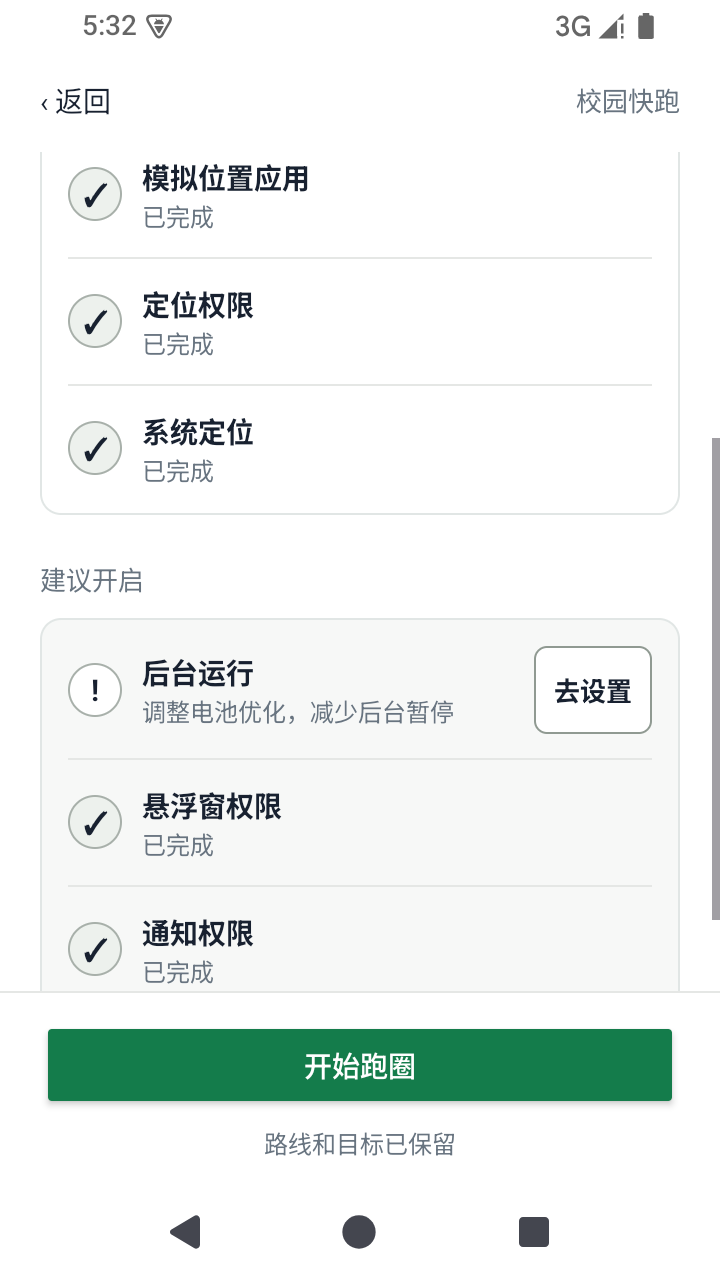 5:32
3G
‹ 返回
校园快跑
模拟位置应用
已完成
定位权限
已完成
系统定位
已完成
建议开启
后台运行
调整电池优化，减少后台暂停
去设置
悬浮窗权限
已完成
通知权限
已完成
开始跑圈
路线和目标已保留